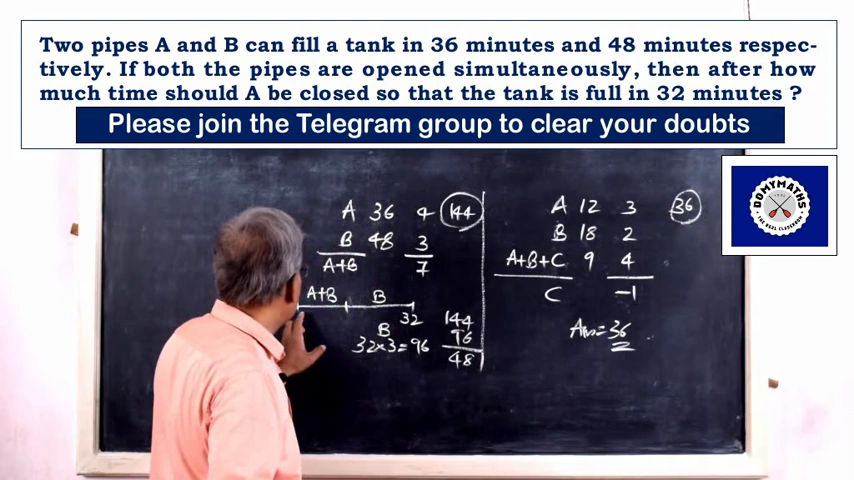 Two pipes A and B can fill a tank in 36 minutes and 48 minutes respec-
tively. If both the pipes are opened simultaneously, then after how
much time should A be closed so that the tank is full in 32 minutes ?
Please join the Telegram group to clear your doubts
DOMYMATHS
THE REAL CLASSROOM
A 36 4 144
B 48 3
A+B 7
A+B B
32
B
32×3=96
144
96
48
A 12 3 36
B 18 2
A+B+C 9 4
C -1
Ans=36